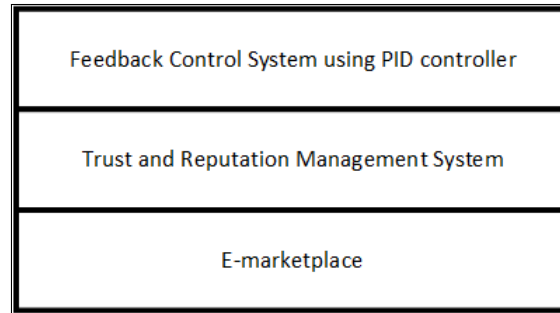 Feedback Control System using PID controller
Trust and Reputation Management System
E-marketplace